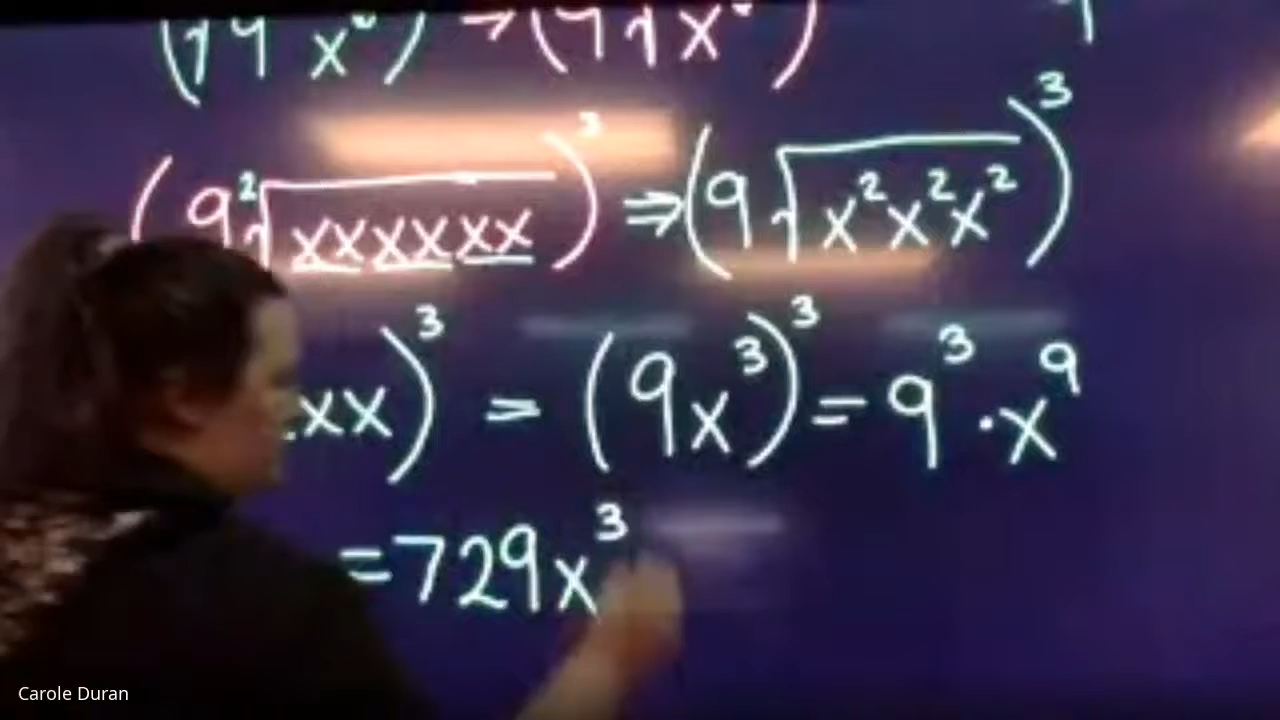 (9²√xxxxxx)³ ⇒ (9√x²x²x²)³
xx)³ = (9x³)³ = 9³·x⁹
=729x³
Carole Duran